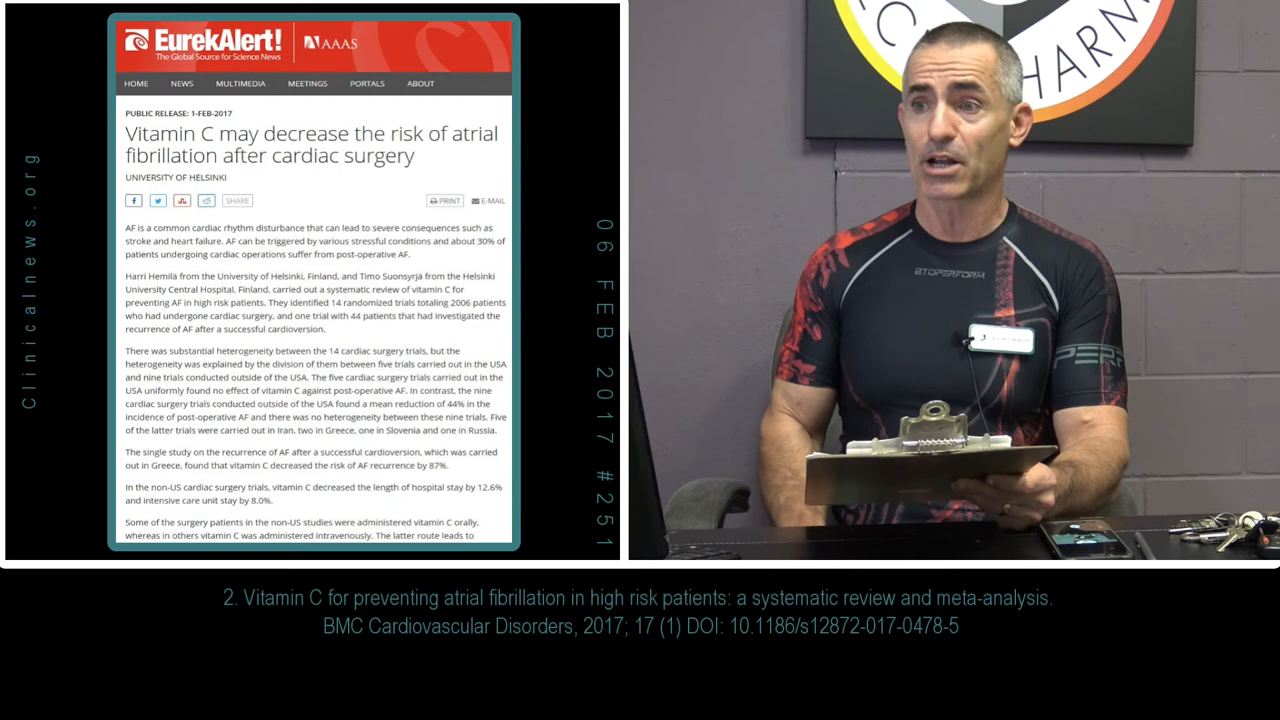 EurekAlert!
The Global Source for Science News
AAAS
HOME NEWS MULTIMEDIA MEETINGS PORTALS ABOUT
PUBLIC RELEASE: 1-FEB-2017
Vitamin C may decrease the risk of atrial
fibrillation after cardiac surgery
UNIVERSITY OF HELSINKI
SHARE PRINT E-MAIL
AF is a common cardiac rhythm disturbance that can lead to severe consequences such as
stroke and heart failure. AF can be triggered by various stressful conditions and about 30% of
patients undergoing cardiac operations suffer from post-operative AF.
Harri Hemilä from the University of Helsinki, Finland, and Timo Suonsyrjä from the Helsinki
University Central Hospital, Finland, carried out a systematic review of vitamin C for
preventing AF in high risk patients. They identified 14 randomized trials totaling 2006 patients
who had undergone cardiac surgery, and one trial with 44 patients that had investigated the
recurrence of AF after a successful cardioversion.
There was substantial heterogeneity between the 14 cardiac surgery trials, but the
heterogeneity was explained by the division of them between five trials carried out in the USA
and nine trials conducted outside of the USA. The five cardiac surgery trials carried out in the
USA uniformly found no effect of vitamin C against post-operative AF. In contrast, the nine
cardiac surgery trials conducted outside of the USA found a mean reduction of 44% in the
incidence of post-operative AF and there was no heterogeneity between these nine trials. Five
of the latter trials were carried out in Iran, two in Greece, one in Slovenia and one in Russia.
The single study on the recurrence of AF after a successful cardioversion, which was carried
out in Greece, found that vitamin C decreased the risk of AF recurrence by 87%.
In the non-US cardiac surgery trials, vitamin C decreased the length of hospital stay by 12.6%
and intensive care unit stay by 8.0%.
Some of the surgery patients in the non-US studies were administered vitamin C orally,
whereas in others vitamin C was administered intravenously. The latter route leads to
Clinicalnews.org
06 FEB 2017 #251
C PHARM
BTOPERFORM
PERF
2. Vitamin C for preventing atrial fibrillation in high risk patients: a systematic review and meta-analysis.
BMC Cardiovascular Disorders, 2017; 17 (1) DOI: 10.1186/s12872-017-0478-5